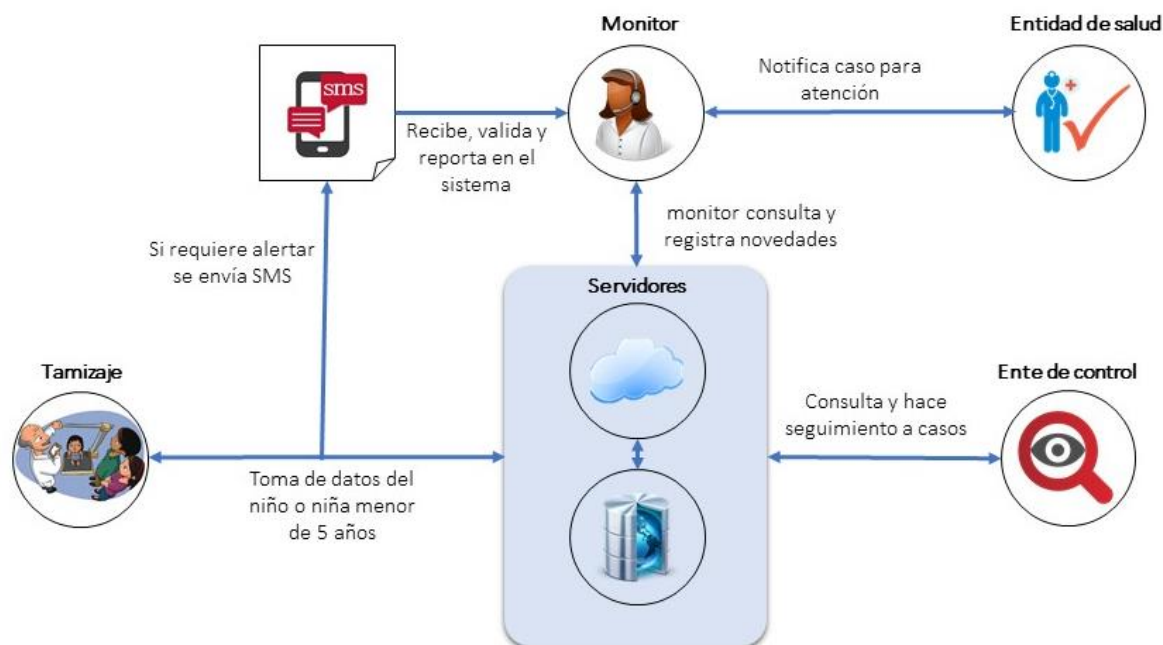 Monitor
Entidad de salud
sms
Notifica caso para
atención
Recibe, valida y
reporta en el
sistema
monitor consulta y
registra novedades
Si requiere alertar
se envía SMS
Servidores
Tamizaje
Ente de control
Consulta y hace
seguimiento a casos
Toma de datos del
niño o niña menor
de 5 años